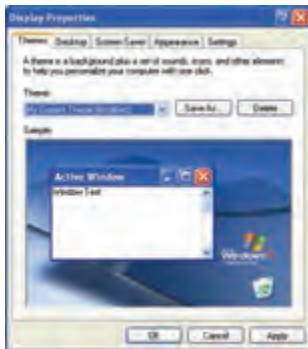 Display Properties
Themes Desktop Screen Saver Appearance Settings
A theme is a background plus a set of sounds, icons, and other elements
to help you personalize your computer with one click.
Theme:
Save As... Delete
Sample:
Active Window
Window Text
Windows
OK Cancel Apply